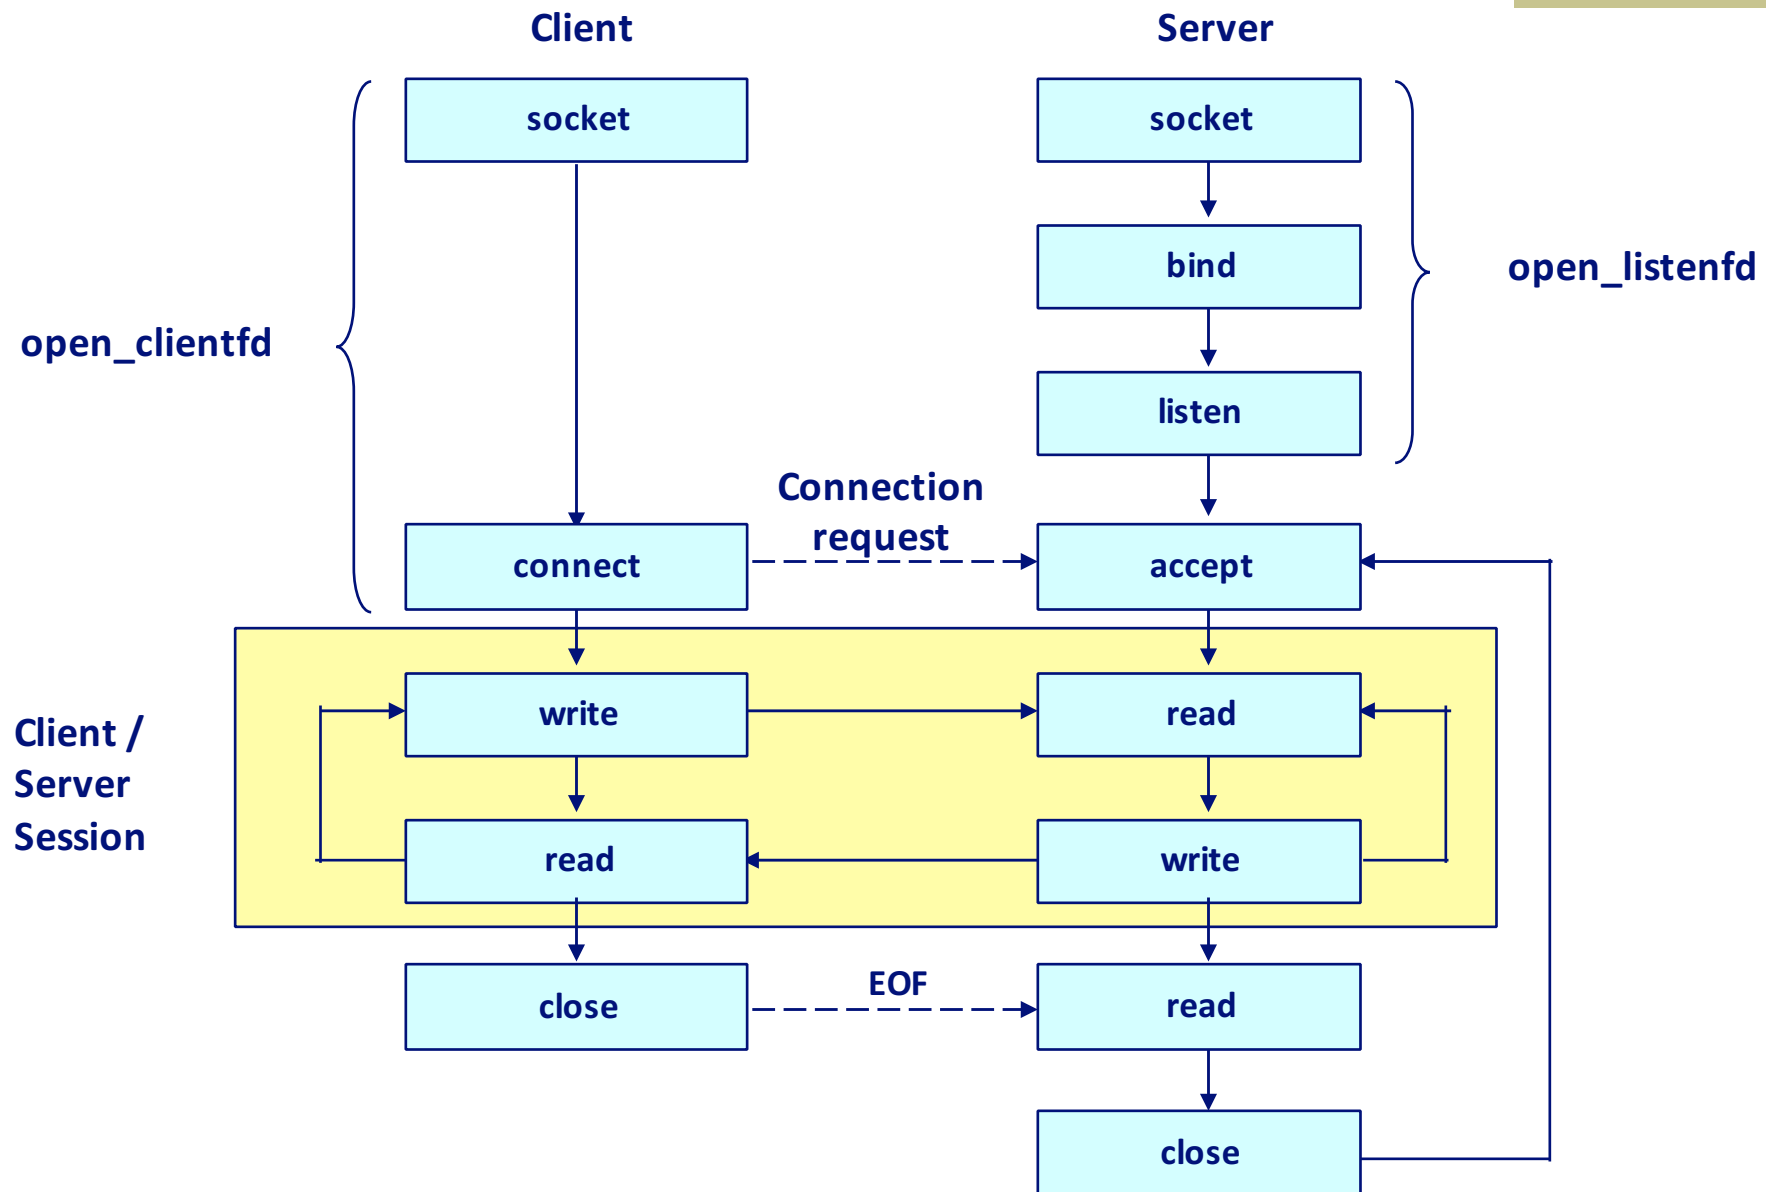 Client
Server
socket
socket
bind
open_listenfd
open_clientfd
listen
Connection
request
connect
accept
write
read
Client /
Server
Session
read
write
close
EOF
read
close